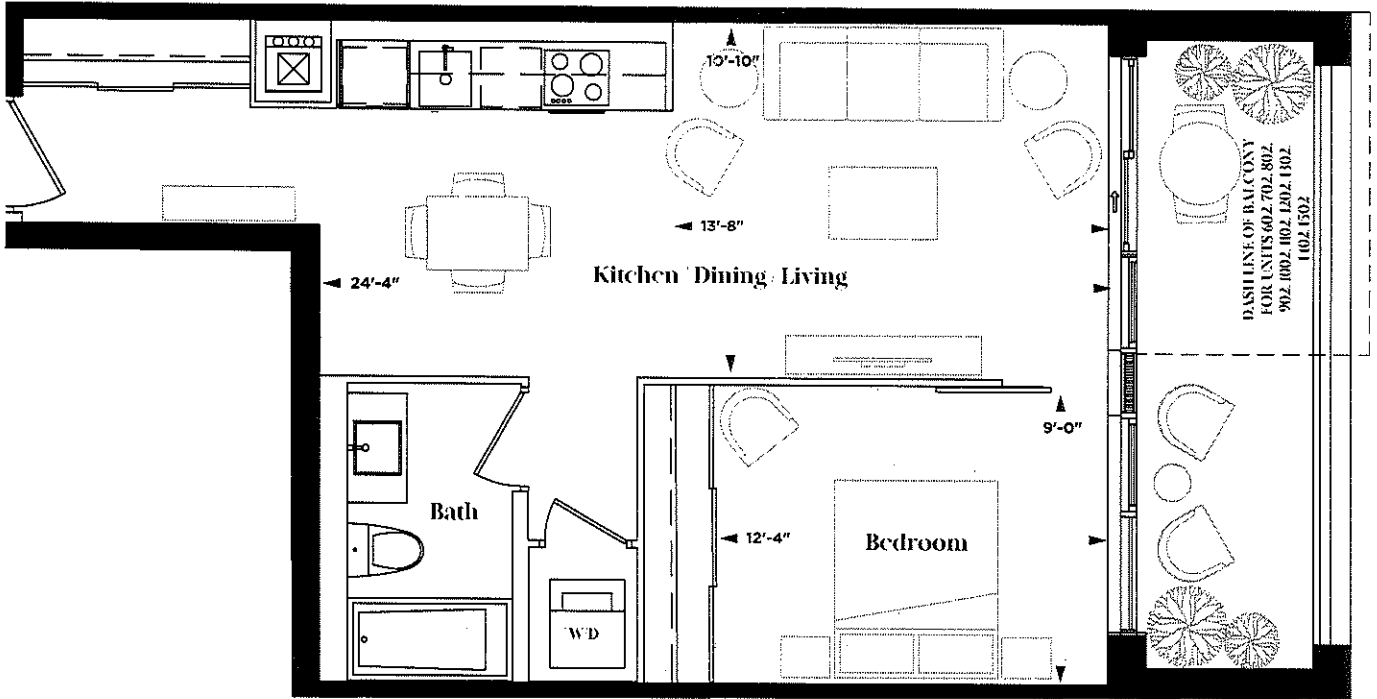 10'-10"
13'-8"
24'-4"
Kitchen Dining Living
DASH LINE OF BALCONY
FOR UNITS 602, 702, 802,
902, 1002, 1102, 1202, 1302,
1402, 1502
9'-0"
Bath
12'-4"
Bedroom
WD